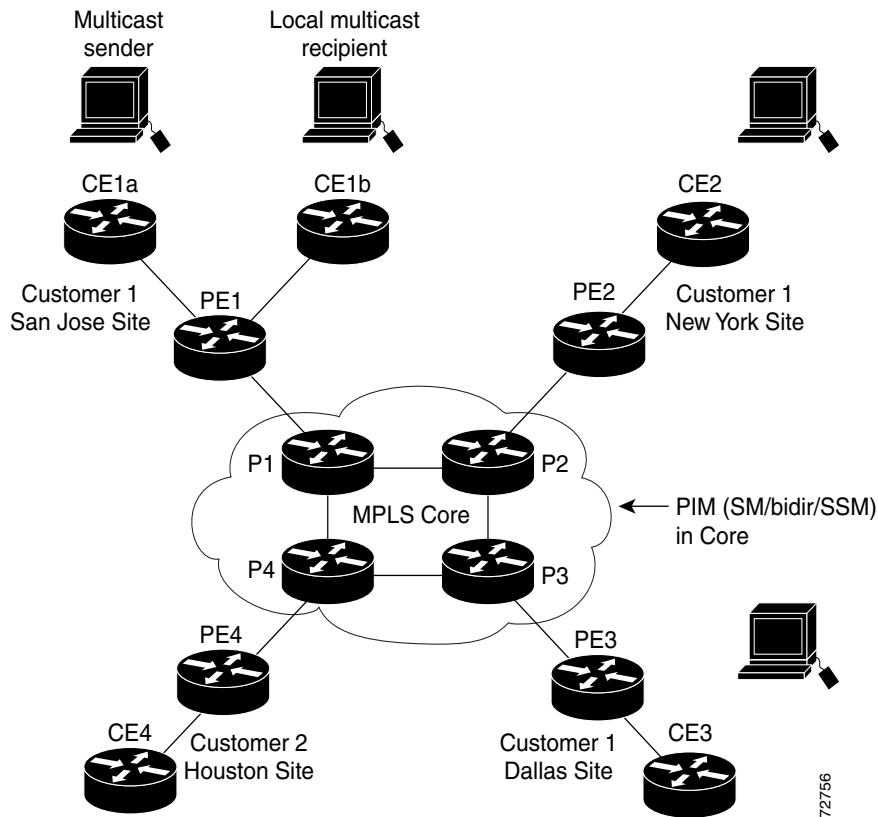 Multicast
sender
Local multicast
recipient
CE1a
CE1b
CE2
Customer 1
San Jose Site
PE1
PE2
Customer 1
New York Site
P1
P2
MPLS Core
PIM (SM/bidir/SSM)
in Core
P4
P3
PE4
PE3
CE4
Customer 2
Houston Site
Customer 1
Dallas Site
CE3
72756